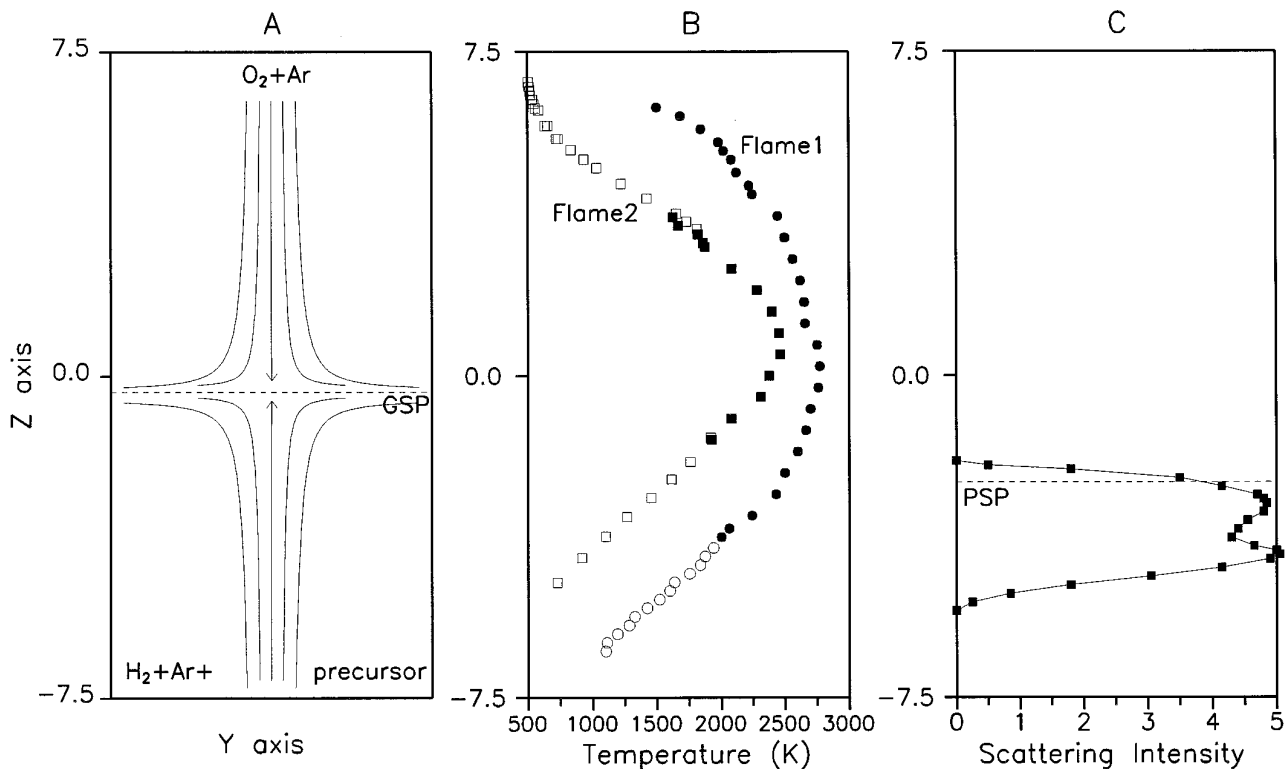 A
B
C
7.5
7.5
7.5
O₂+Ar
Flame1
Flame2
Z axis
0.0
0.0
0.0
GSP
PSP
H₂+Ar+
precursor
−7.5
−7.5
−7.5
500 1000 1500 2000 2500 3000
0 1 2 3 4 5
Y axis
Temperature (K)
Scattering Intensity